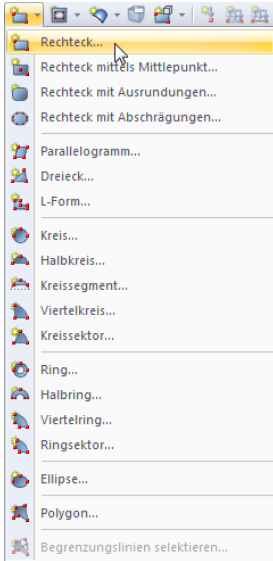 Rechteck...
Rechteck mittels Mittlepunkt...
Rechteck mit Ausrundungen...
Rechteck mit Abschrägungen...
Parallelogramm...
Dreieck...
L-Form...
Kreis...
Halbkreis...
Kreissegment...
Viertelkreis...
Kreissektor...
Ring...
Halbring...
Viertelring...
Ringsektor...
Ellipse...
Polygon...
Begrenzungslinien selektieren...